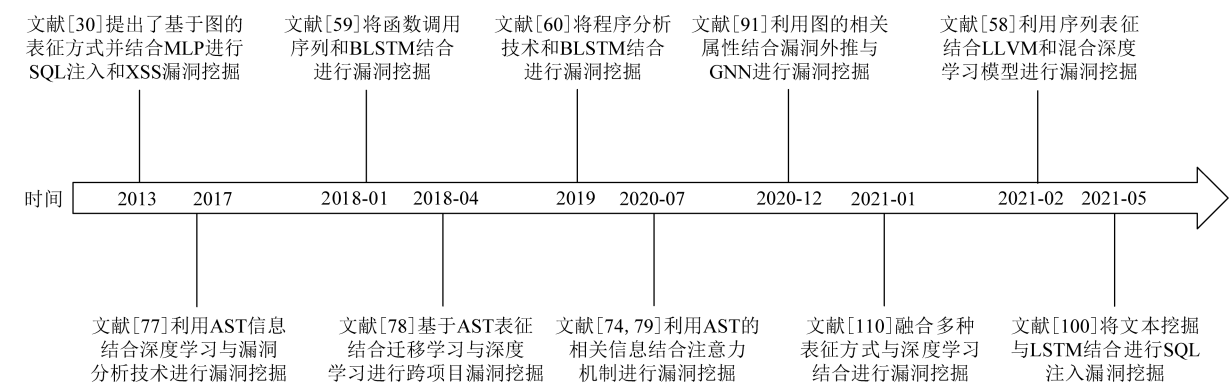 文献[30]提出了基于图的
表征方式并结合MLP进行
SQL注入和XSS漏洞挖掘
文献[59]将函数调用
序列和BLSTM结合
进行漏洞挖掘
文献[60]将程序分析
技术和BLSTM结合
进行漏洞挖掘
文献[91]利用图的相关
属性结合漏洞外推与
GNN进行漏洞挖掘
文献[58]利用序列表征
结合LLVM和混合深度
学习模型进行漏洞挖掘
时间 2013 2017 2018-01 2018-04 2019 2020-07 2020-12 2021-01 2021-02 2021-05
文献[77]利用AST信息
结合深度学习与漏洞
分析技术进行漏洞挖掘
文献[78]基于AST表征
结合迁移学习与深度
学习进行跨项目漏洞挖掘
文献[74, 79]利用AST的
相关信息结合注意力
机制进行漏洞挖掘
文献[110]融合多种
表征方式与深度学习
结合进行漏洞挖掘
文献[100]将文本挖掘
与LSTM结合进行SQL
注入漏洞挖掘